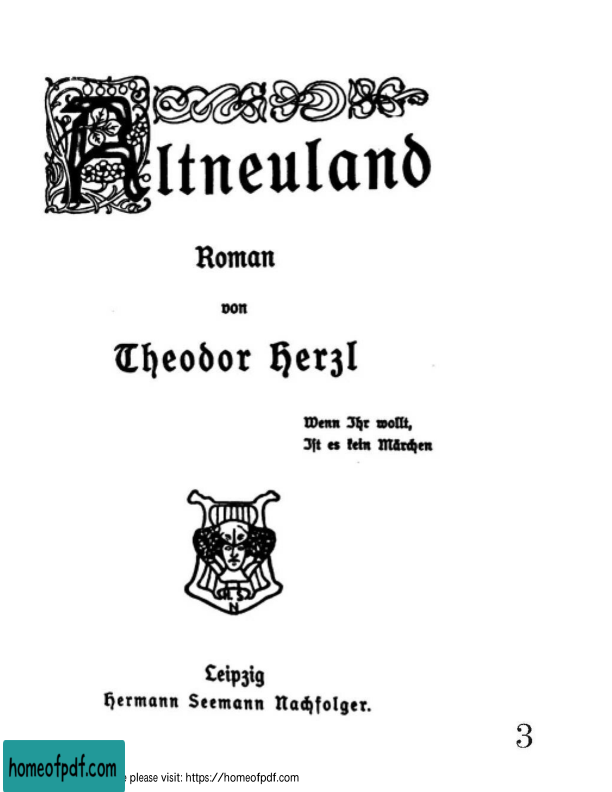 Altneuland
Roman
von
Theodor Herzl
Wenn Ihr wollt,
Ist es kein Märchen
H. S.
N
Leipzig
Hermann Seemann Nachfolger.
3
homeofpdf.com
please visit: https://homeofpdf.com